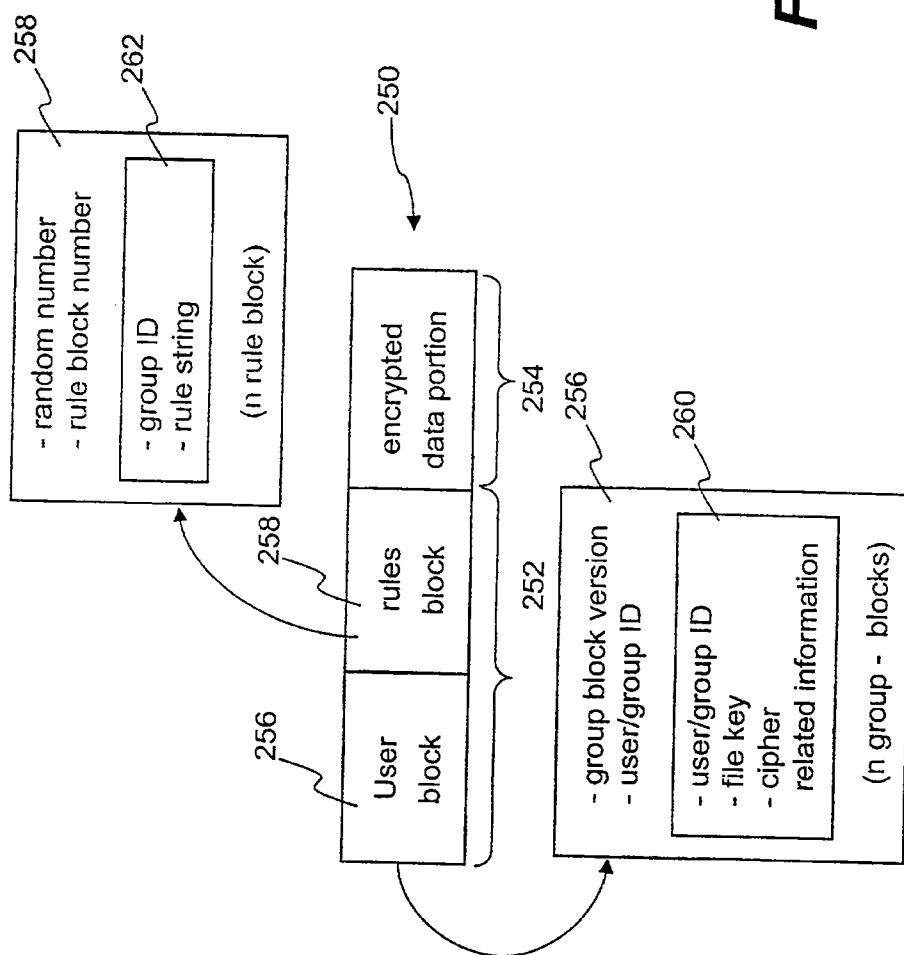 258
- random number
- rule block number
262
- group ID
- rule string
(n rule block)
250
258
256
User
block
rules
block
encrypted
data portion
252
254
256
- group block version
- user/group ID
260
- user/group ID
- file key
- cipher
related information
(n group - blocks)
F